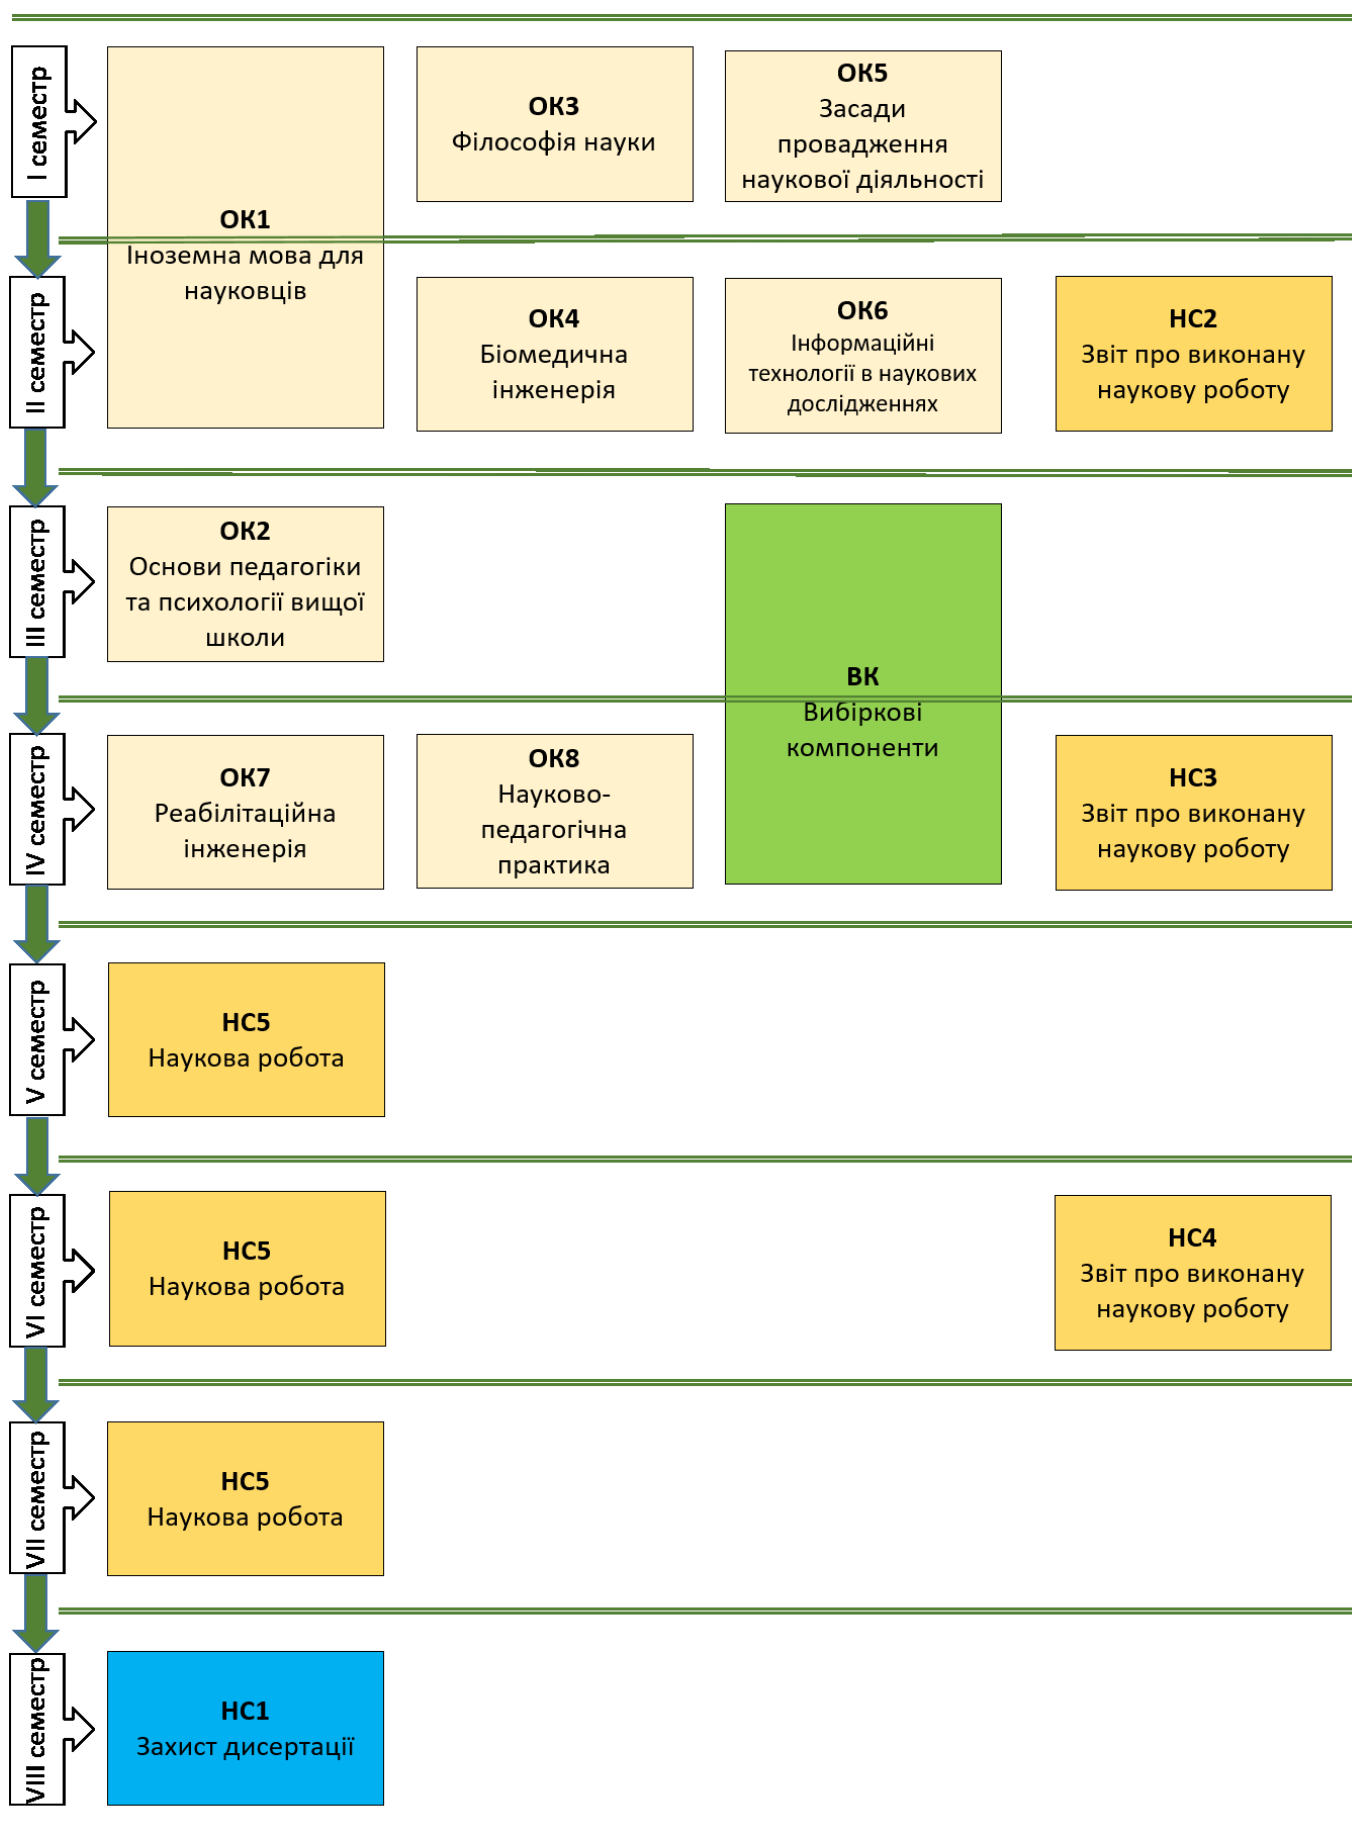 I семестр
ОК1
Іноземна мова для
науковців
ОК3
Філософія науки
ОК5
Засади
провадження
наукової діяльності
II семестр
ОК4
Біомедична
інженерія
ОК6
Інформаційні
технології в наукових
дослідженнях
НС2
Звіт про виконану
наукову роботу
III семестр
ОК2
Основи педагогіки
та психології вищої
школи
ВК
Вибіркові
компоненти
IV семестр
ОК7
Реабілітаційна
інженерія
ОК8
Науково-
педагогічна
практика
НС3
Звіт про виконану
наукову роботу
V семестр
НС5
Наукова робота
VI семестр
НС5
Наукова робота
НС4
Звіт про виконану
наукову роботу
VII семестр
НС5
Наукова робота
VIII семестр
НС1
Захист дисертації